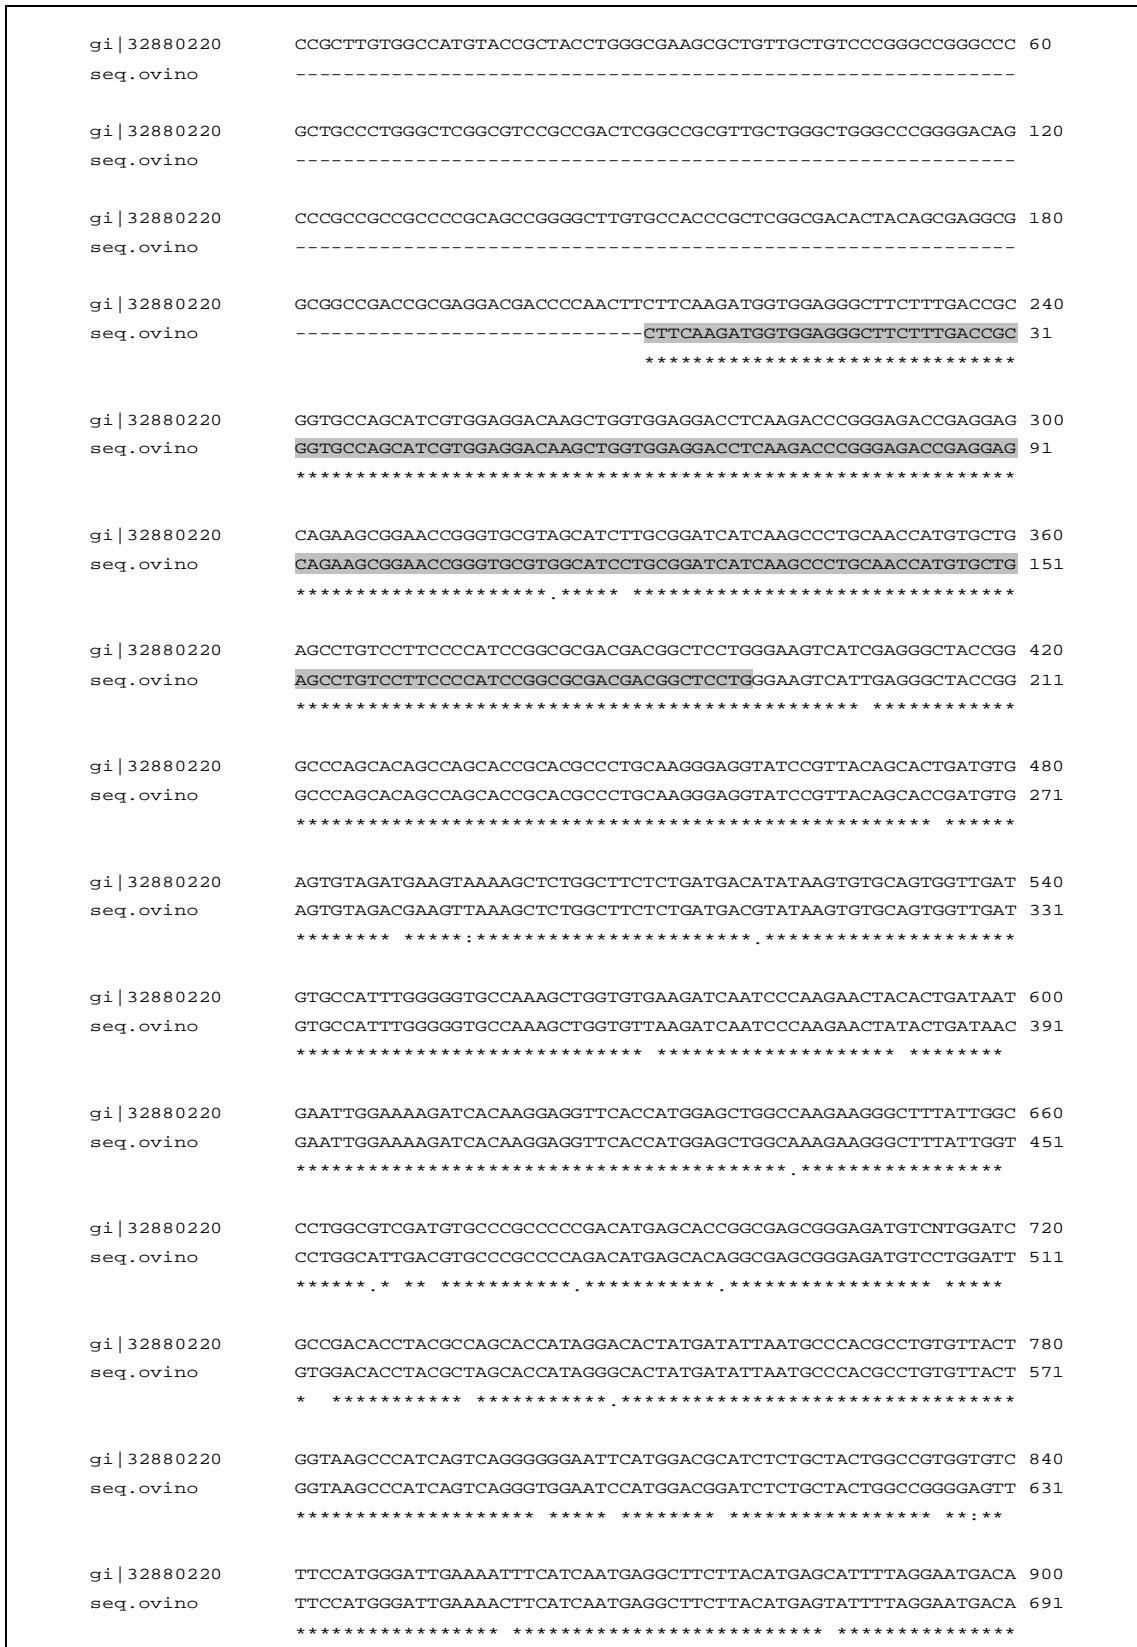 gi|32880220 CCGCTTGTGGCCATGTACCGCTACCTGGGCGAAGCGCTGTTGCTGTCCCGGGCCGGGCCC 60
seq.ovino ------------------------------------------------------------
gi|32880220 GCTGCCCTGGGCTCGGCGTCCGCCGACTCGGCCGCGTTGCTGGGCTGGGCCCGGGGACAG 120
seq.ovino ------------------------------------------------------------
gi|32880220 CCCGCCGCCGCCCCGCAGCCGGGGCTTGTGCCACCCGCTCGGCGACACTACAGCGAGGCG 180
seq.ovino ------------------------------------------------------------
gi|32880220 GCGGCCGACCGCGAGGACGACCCCAACTTCTTCAAGATGGTGGAGGGCTTCTTTGACCGC 240
seq.ovino -----------------------------CTTCAAGATGGTGGAGGGCTTCTTTGACCGC 31
*******************************
gi|32880220 GGTGCCAGCATCGTGGAGGACAAGCTGGTGGAGGACCTCAAGACCCGGGAGACCGAGGAG 300
seq.ovino GGTGCCAGCATCGTGGAGGACAAGCTGGTGGAGGACCTCAAGACCCGGGAGACCGAGGAG 91
************************************************************
gi|32880220 CAGAAGCGGAACCGGGTGCGTAGCATCTTGCGGATCATCAAGCCCTGCAACCATGTGCTG 360
seq.ovino CAGAAGCGGAACCGGGTGCGTGGCATCCTGCGGATCATCAAGCCCTGCAACCATGTGCTG 151
*********************.***** ********************************
gi|32880220 AGCCTGTCCTTCCCCATCCGGCGCGACGACGGCTCCTGGGAAGTCATCGAGGGCTACCGG 420
seq.ovino AGCCTGTCCTTCCCCATCCGGCGCGACGACGGCTCCTGGGAAGTCATTGAGGGCTACCGG 211
*********************************************** ************
gi|32880220 GCCCAGCACAGCCAGCACCGCACGCCCTGCAAGGGAGGTATCCGTTACAGCACTGATGTG 480
seq.ovino GCCCAGCACAGCCAGCACCGCACGCCCTGCAAGGGAGGTATCCGTTACAGCACCGATGTG 271
***************************************************** ******
gi|32880220 AGTGTAGATGAAGTAAAAGCTCTGGCTTCTCTGATGACATATAAGTGTGCAGTGGTTGAT 540
seq.ovino AGTGTAGACGAAGTTAAAGCTCTGGCTTCTCTGATGACGTATAAGTGTGCAGTGGTTGAT 331
******** *****:***********************.*********************
gi|32880220 GTGCCATTTGGGGGTGCCAAAGCTGGTGTGAAGATCAATCCCAAGAACTACACTGATAAT 600
seq.ovino GTGCCATTTGGGGGTGCCAAAGCTGGTGTTAAGATCAATCCCAAGAACTATACTGATAAC 391
***************************** ******************** ********
gi|32880220 GAATTGGAAAAGATCACAAGGAGGTTCACCATGGAGCTGGCCAAGAAGGGCTTTATTGGC 660
seq.ovino GAATTGGAAAAGATCACAAGGAGGTTCACCATGGAGCTGGCAAAGAAGGGCTTTATTGGT 451
*****************************************.*****************
gi|32880220 CCTGGCGTCGATGTGCCCGCCCCCGACATGAGCACCGGCGAGCGGGAGATGTCNTGGATC 720
seq.ovino CCTGGCATTGACGTGCCCGCCCCAGACATGAGCACAGGCGAGCGGGAGATGTCCTGGATT 511
******.* ** ***********.***********.***************** *****
gi|32880220 GCCGACACCTACGCCAGCACCATAGGACACTATGATATTAATGCCCACGCCTGTGTTACT 780
seq.ovino GTGGACACCTACGCTAGCACCATAGGGCACTATGATATTAATGCCCACGCCTGTGTTACT 571
* *********** ***********.*********************************
gi|32880220 GGTAAGCCCATCAGTCAGGGGGGAATTCATGGACGCATCTCTGCTACTGGCCGTGGTGTC 840
seq.ovino GGTAAGCCCATCAGTCAGGGTGGAATCCATGGACGGATCTCTGCTACTGGCCGGGGAGTT 631
******************** ***** ******** ***************** **:**
gi|32880220 TTCCATGGGATTGAAAATTTCATCAATGAGGCTTCTTACATGAGCATTTTAGGAATGACA 900
seq.ovino TTCCATGGGATTGAAAACTTCATCAATGAGGCTTCTTACATGAGTATTTTAGGAATGACA 691
***************** ************************** ***************